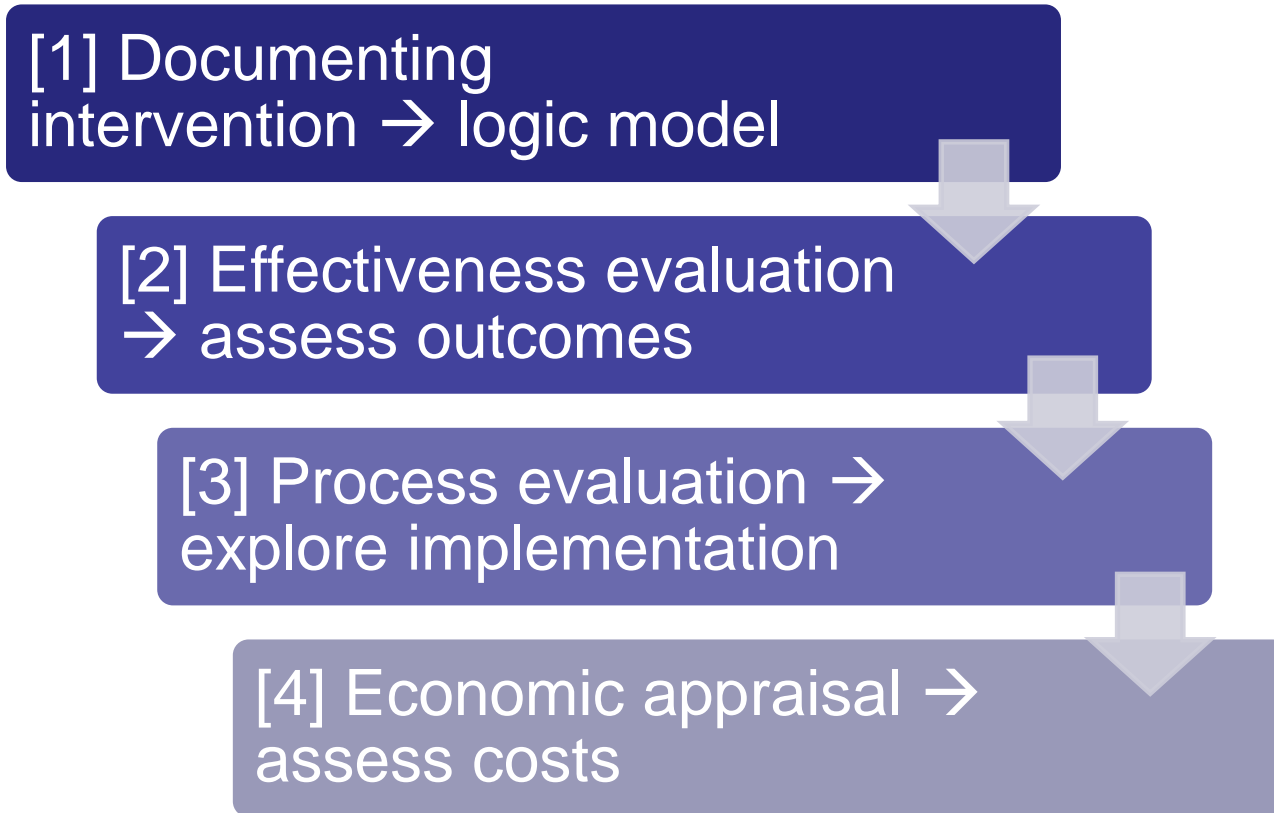 [1] Documenting
intervention → logic model
[2] Effectiveness evaluation
→ assess outcomes
[3] Process evaluation →
explore implementation
[4] Economic appraisal →
assess costs